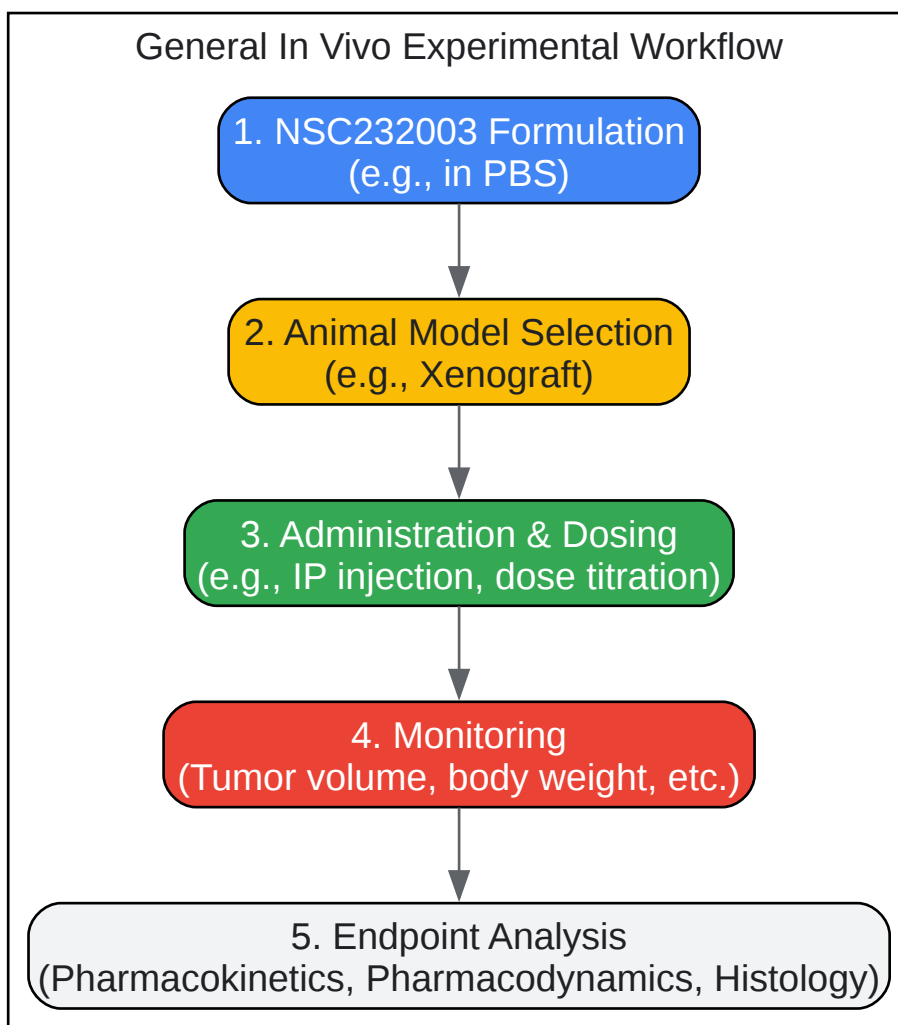 General In Vivo Experimental Workflow
1. NSC232003 Formulation
(e.g., in PBS)
2. Animal Model Selection
(e.g., Xenograft)
3. Administration & Dosing
(e.g., IP injection, dose titration)
4. Monitoring
(Tumor volume, body weight, etc.)
5. Endpoint Analysis
(Pharmacokinetics, Pharmacodynamics, Histology)